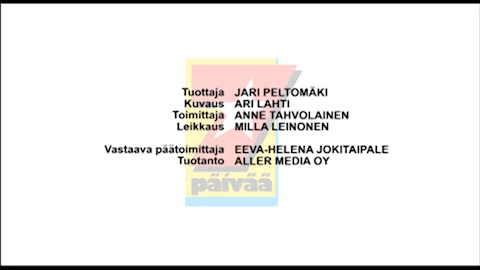 Tuottaja JARI PELTOMÄKI
Kuvaus ARI LAHTI
Toimittaja ANNE TAHVOLAINEN
Leikkaus MILLA LEINONEN
Vastaava päätoimittaja EEVA-HELENA JOKITAIPALE
Tuotanto ALLER MEDIA OY
7
päivää